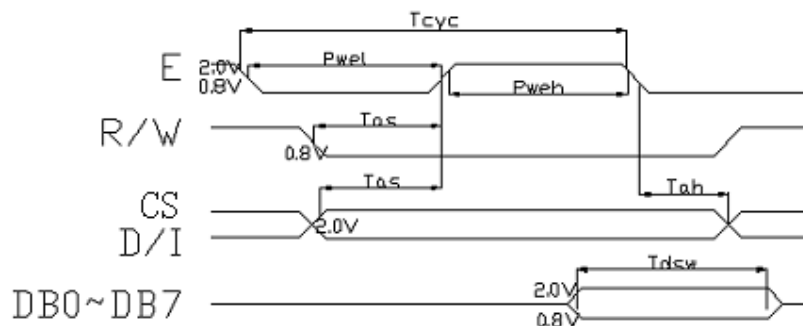 Tcyc
E
2.0V
0.8V
Pwel
Pweh
R/W
Tas
0.8V
CS
D/I
Tas
2.0V
Tah
DB0~DB7
2.0V
0.8V
Tdsw